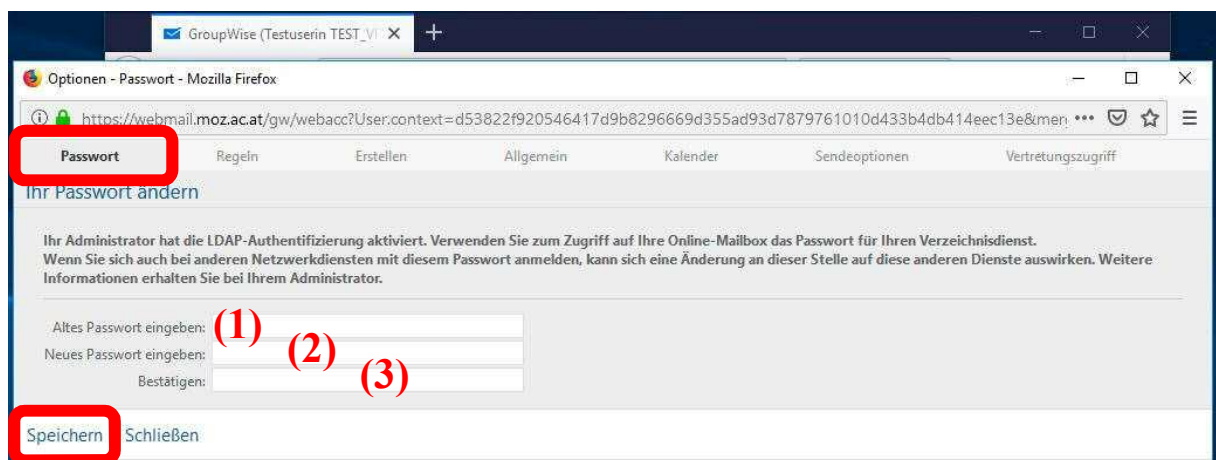 GroupWise (Testuserin TEST_VI
Optionen - Passwort - Mozilla Firefox
https://webmail.moz.ac.at/gw/webacc?User.context=d53822f920546417d9b8296669d355ad93d7879761010d433b4db414eec13e&mer
Passwort Regeln Erstellen Allgemein Kalender Sendeoptionen Vertretungszugriff
Ihr Passwort ändern
Ihr Administrator hat die LDAP-Authentifizierung aktiviert. Verwenden Sie zum Zugriff auf Ihre Online-Mailbox das Passwort für Ihren Verzeichnisdienst.
Wenn Sie sich auch bei anderen Netzwerkdiensten mit diesem Passwort anmelden, kann sich eine Änderung an dieser Stelle auf diese anderen Dienste auswirken. Weitere
Informationen erhalten Sie bei Ihrem Administrator.
Altes Passwort eingeben: (1)
Neues Passwort eingeben: (2)
Bestätigen: (3)
Speichern Schließen